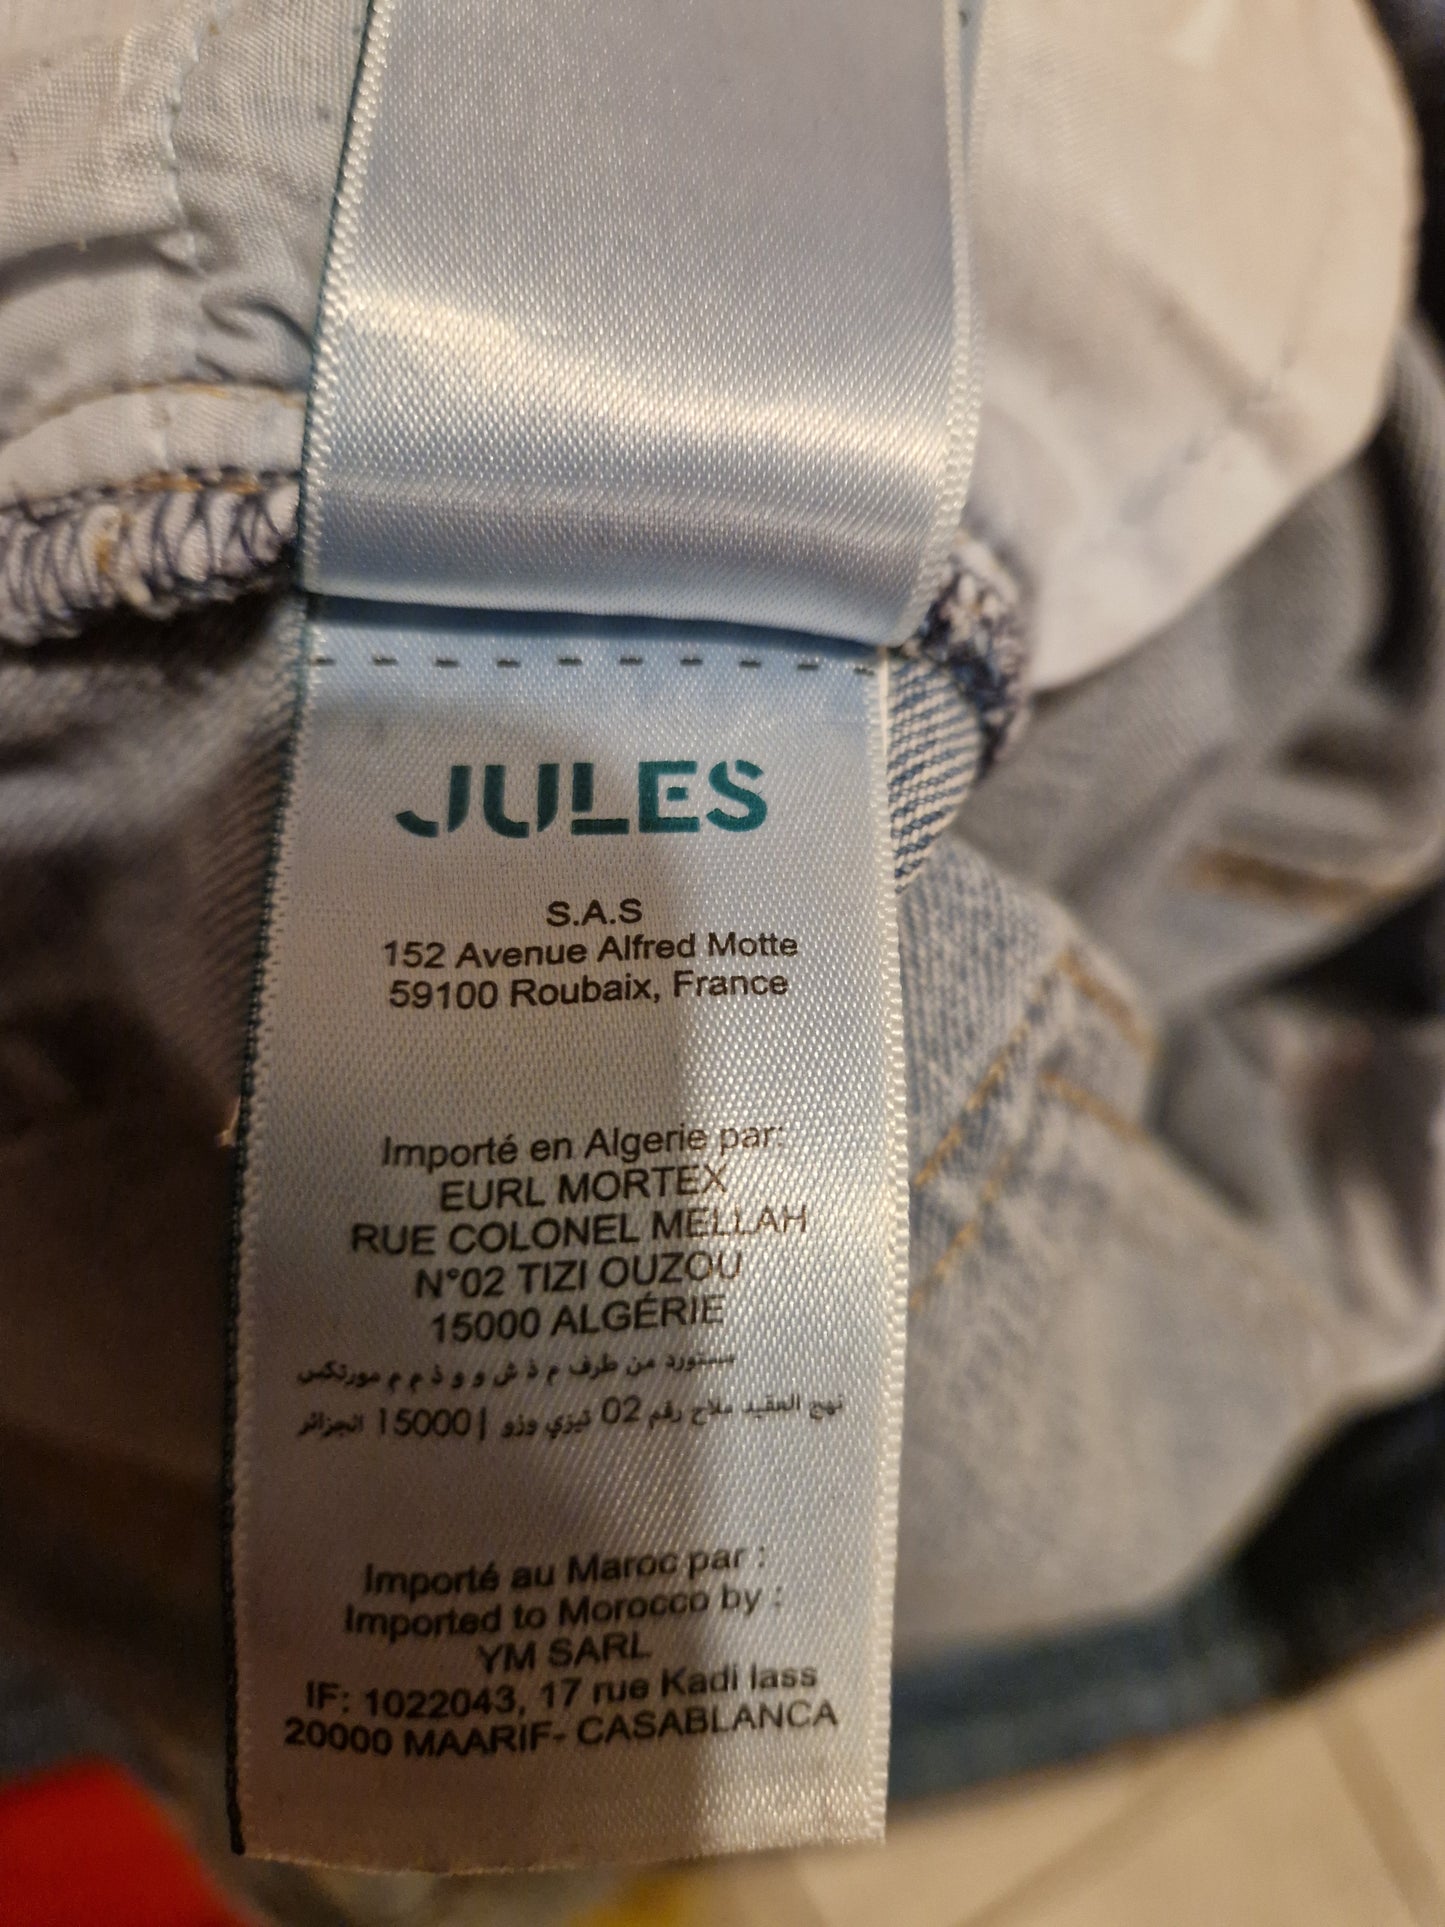 JULES
S.A.S
152 Avenue Alfred Motte
59100 Roubaix, France
Importé en Algerie par:
EURL MORTEX
RUE COLONEL MELLAH
N°02 TIZI OUZOU
15000 ALGÉRIE
مستورد من طرف م ذ ش و و ذ م م مورتكس
نهج العقيد ملاح رقم 02 تيزي وزو | 15000 الجزائر
Importé au Maroc par :
Imported to Morocco by :
YM SARL
IF: 1022043, 17 rue Kadi Iass
20000 MAARIF- CASABLANCA